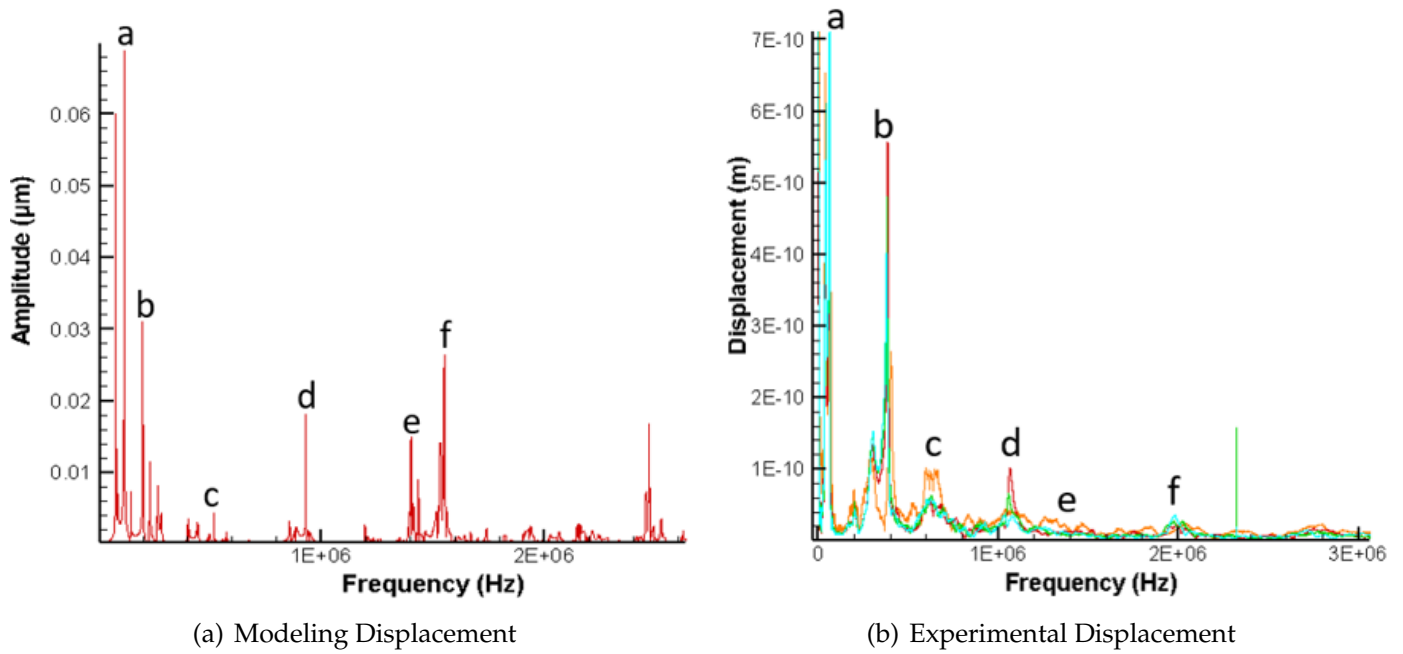 a
0.06
0.05
0.04
0.03
0.02
0.01
b
c
d
e
f
1E+06
2E+06
Amplitude (µm)
Frequency (Hz)
(a) Modeling Displacement
a
7E-10
6E-10
5E-10
4E-10
3E-10
2E-10
1E-10
b
c
d
e
f
0
1E+06
2E+06
3E+06
Displacement (m)
Frequency (Hz)
(b) Experimental Displacement